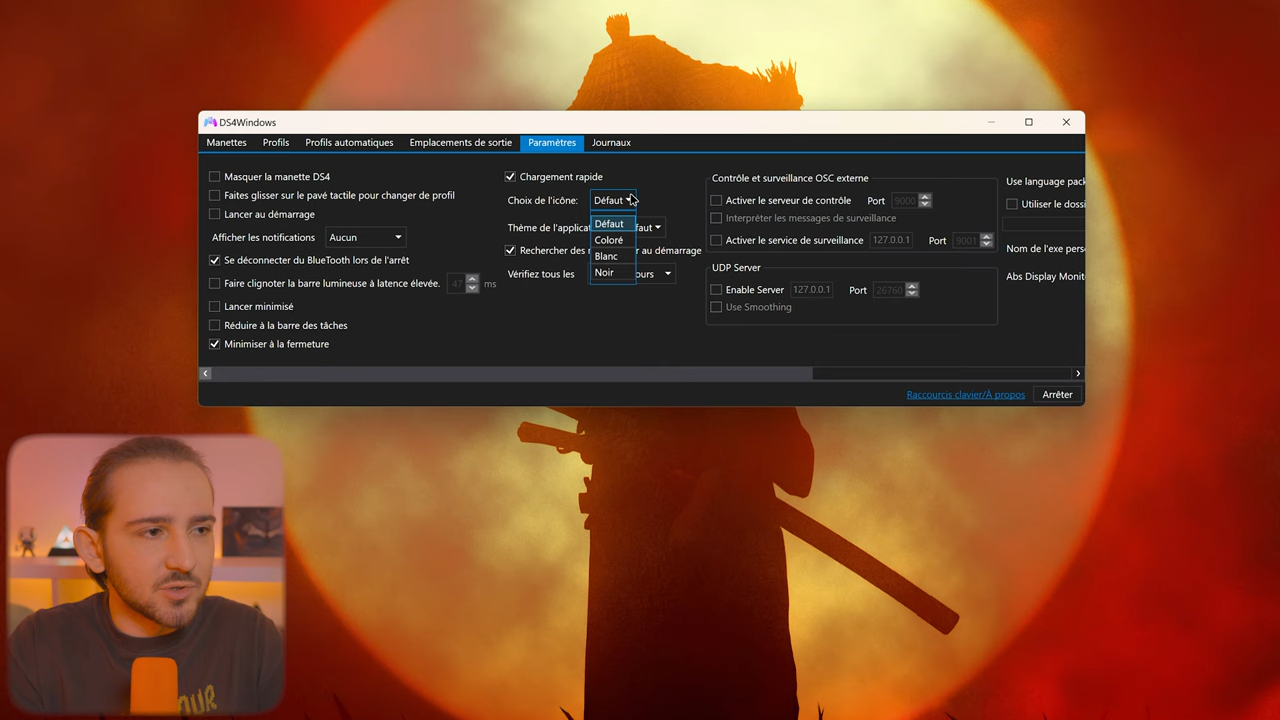 DS4Windows
Manettes Profils Profils automatiques Emplacements de sortie Paramètres Journaux
Masquer la manette DS4
Faites glisser sur le pavé tactile pour changer de profil
Lancer au démarrage
Afficher les notifications Aucun
Se déconnecter du BlueTooth lors de l'arrêt
Faire clignoter la barre lumineuse à latence élevée. 47 ms
Lancer minimisé
Réduire à la barre des tâches
Minimiser à la fermeture
Chargement rapide
Choix de l'icône: Défaut
Défaut
Coloré
Blanc
Noir
Thème de l'applicat faut
Rechercher des r au démarrage
Vérifiez tous les ours
Contrôle et surveillance OSC externe
Activer le serveur de contrôle Port 9000
Interpréter les messages de surveillance
Activer le service de surveillance 127.0.0.1 Port 9001
UDP Server
Enable Server 127.0.0.1 Port 26760
Use Smoothing
Use language pack
Utiliser le dossi
Nom de l'exe perso
Abs Display Monit
Raccourcis clavier/À propos Arrêter